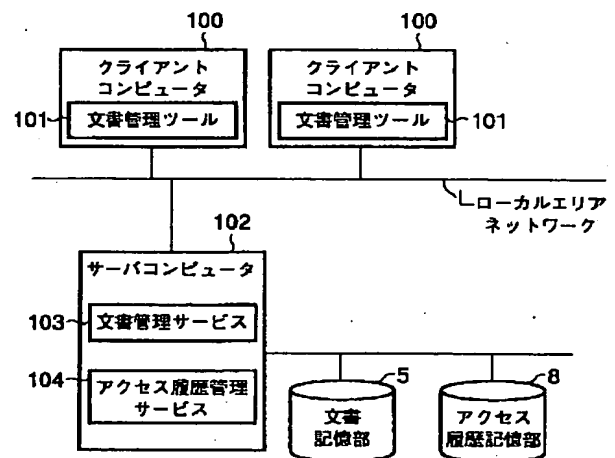 100
100
クライアント
コンピュータ
クライアント
コンピュータ
101
文書管理ツール
文書管理ツール
101
ローカルエリア
ネットワーク
102
サーバコンピュータ
103
文書管理サービス
104
アクセス履歴管理
サービス
5
文書
記憶部
8
アクセス
履歴記憶部